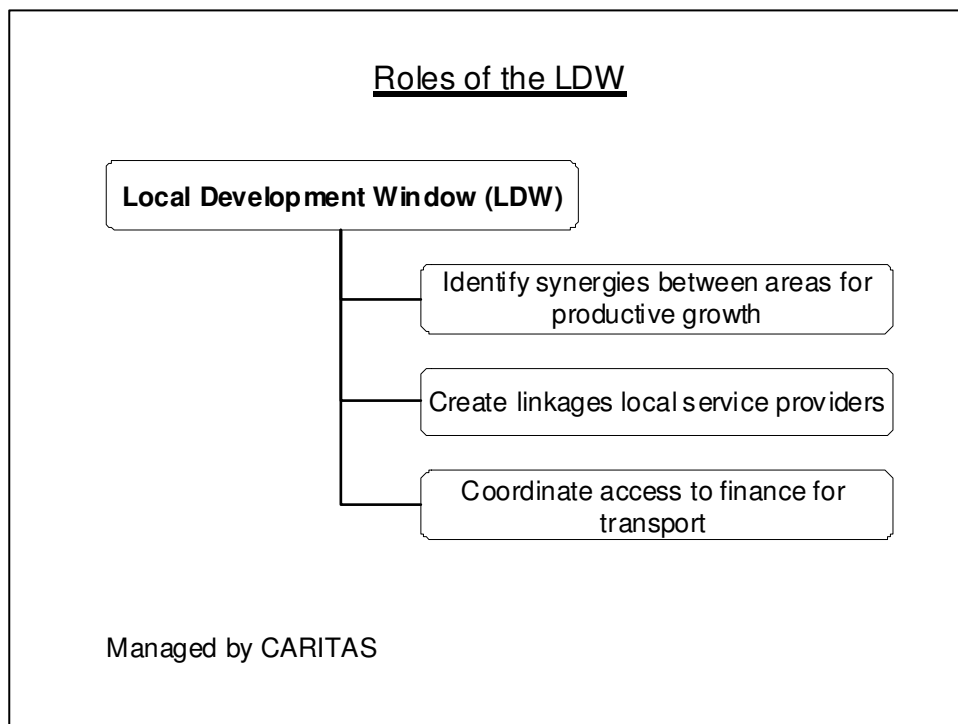 Roles of the LDW
Local Development Window (LDW)
Identify synergies between areas for
productive growth
Create linkages local service providers
Coordinate access to finance for
transport
Managed by CARITAS